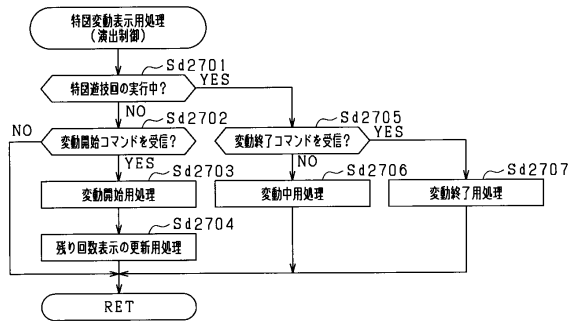 特図変動表示用処理
(演出制御)
Sd2701
特図遊技回の実行中?
YES
NO
Sd2702
変動開始コマンドを受信?
NO
YES
Sd2705
変動終了コマンドを受信?
YES
NO
Sd2703
変動開始用処理
Sd2706
変動中用処理
Sd2707
変動終了用処理
Sd2704
残り回数表示の更新用処理
RET